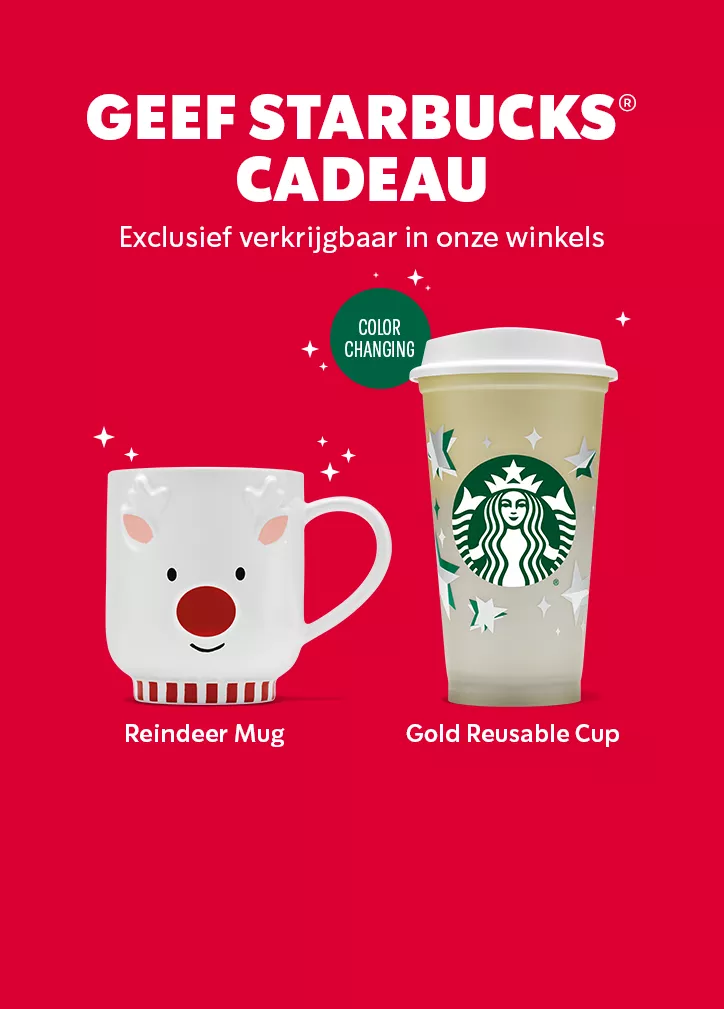 GEEF STARBUCKS®
CADEAU
Exclusief verkrijgbaar in onze winkels
COLOR
CHANGING
Reindeer Mug
Gold Reusable Cup